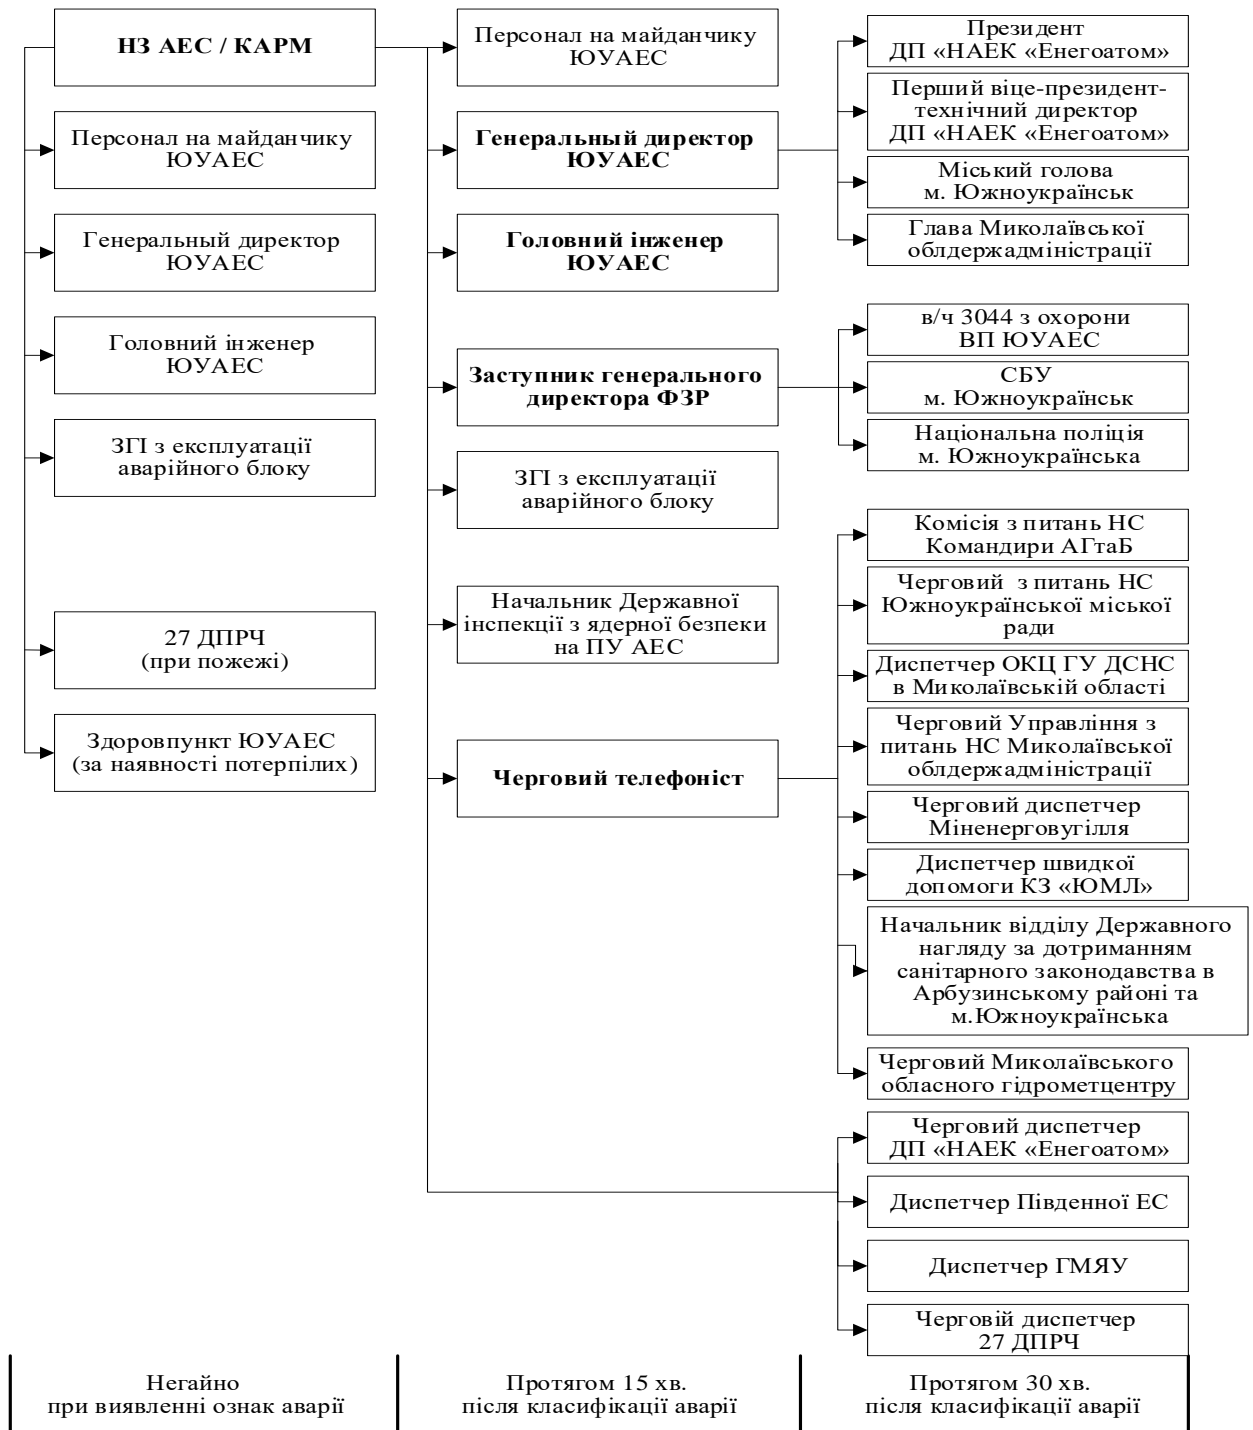 НЗ АЕС / КАРМ
Персонал на майданчику
ЮУАЕС
Генеральный директор
ЮУАЕС
Головний інженер
ЮУАЕС
ЗГІ з експлуатації
аварійного блоку
27 ДПРЧ
(при пожежі)
Здоровпункт ЮУАЕС
(за наявності потерпілих)
Негайно
при виявленні ознак аварії
Персонал на майданчику
ЮУАЕС
Генеральный директор
ЮУАЕС
Головний інженер
ЮУАЕС
Заступник генерального
директора ФЗР
ЗГІ з експлуатації
аварійного блоку
Начальник Державної
інспекції з ядерної безпеки
на ПУ АЕС
Черговий телефоніст
Протягом 15 хв.
після класифікації аварії
Президент
ДП «НАЕК «Енегоатом»
Перший віце-президент-
технічний директор
ДП «НАЕК «Енегоатом»
Міський голова
м. Южноукраїнськ
Глава Миколаївської
облдержадміністрації
в/ч 3044 з охорони
ВП ЮУАЕС
СБУ
м. Южноукраїнськ
Національна поліція
м. Южноукраїнська
Комісія з питань НС
Командири АГтаБ
Черговий з питань НС
Южноукраїнської міської
ради
Диспетчер ОКЦ ГУ ДСНС
в Миколаївській області
Черговий Управління з
питань НС Миколаївської
облдержадміністрації
Черговий диспетчер
Міненерговугілля
Диспетчер швидкої
допомоги КЗ «ЮМЛ»
Начальник відділу Державного
нагляду за дотриманням
санітарного законодавства в
Арбузинському районі та
м.Южноукраїнська
Черговий Миколаївського
обласного гідрометцентру
Черговий диспетчер
ДП «НАЕК «Енегоатом»
Диспетчер Південної ЕС
Диспетчер ГМЯУ
Черговій диспетчер
27 ДПРЧ
Протягом 30 хв.
після класифікації аварії